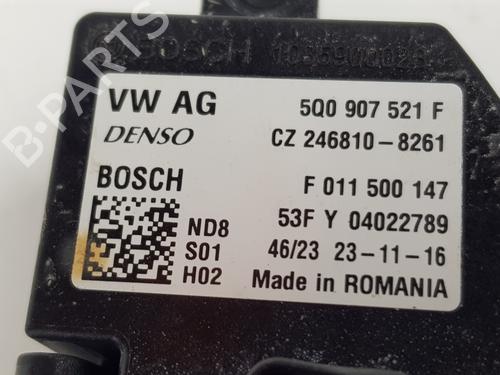 BOSCH
VW AG 5Q0 907 521 F
DENSO CZ 246810-8261
BOSCH F 011 500 147
ND8 53F Y 04022789
S01 46/23 23-11-16
H02 Made in ROMANIA